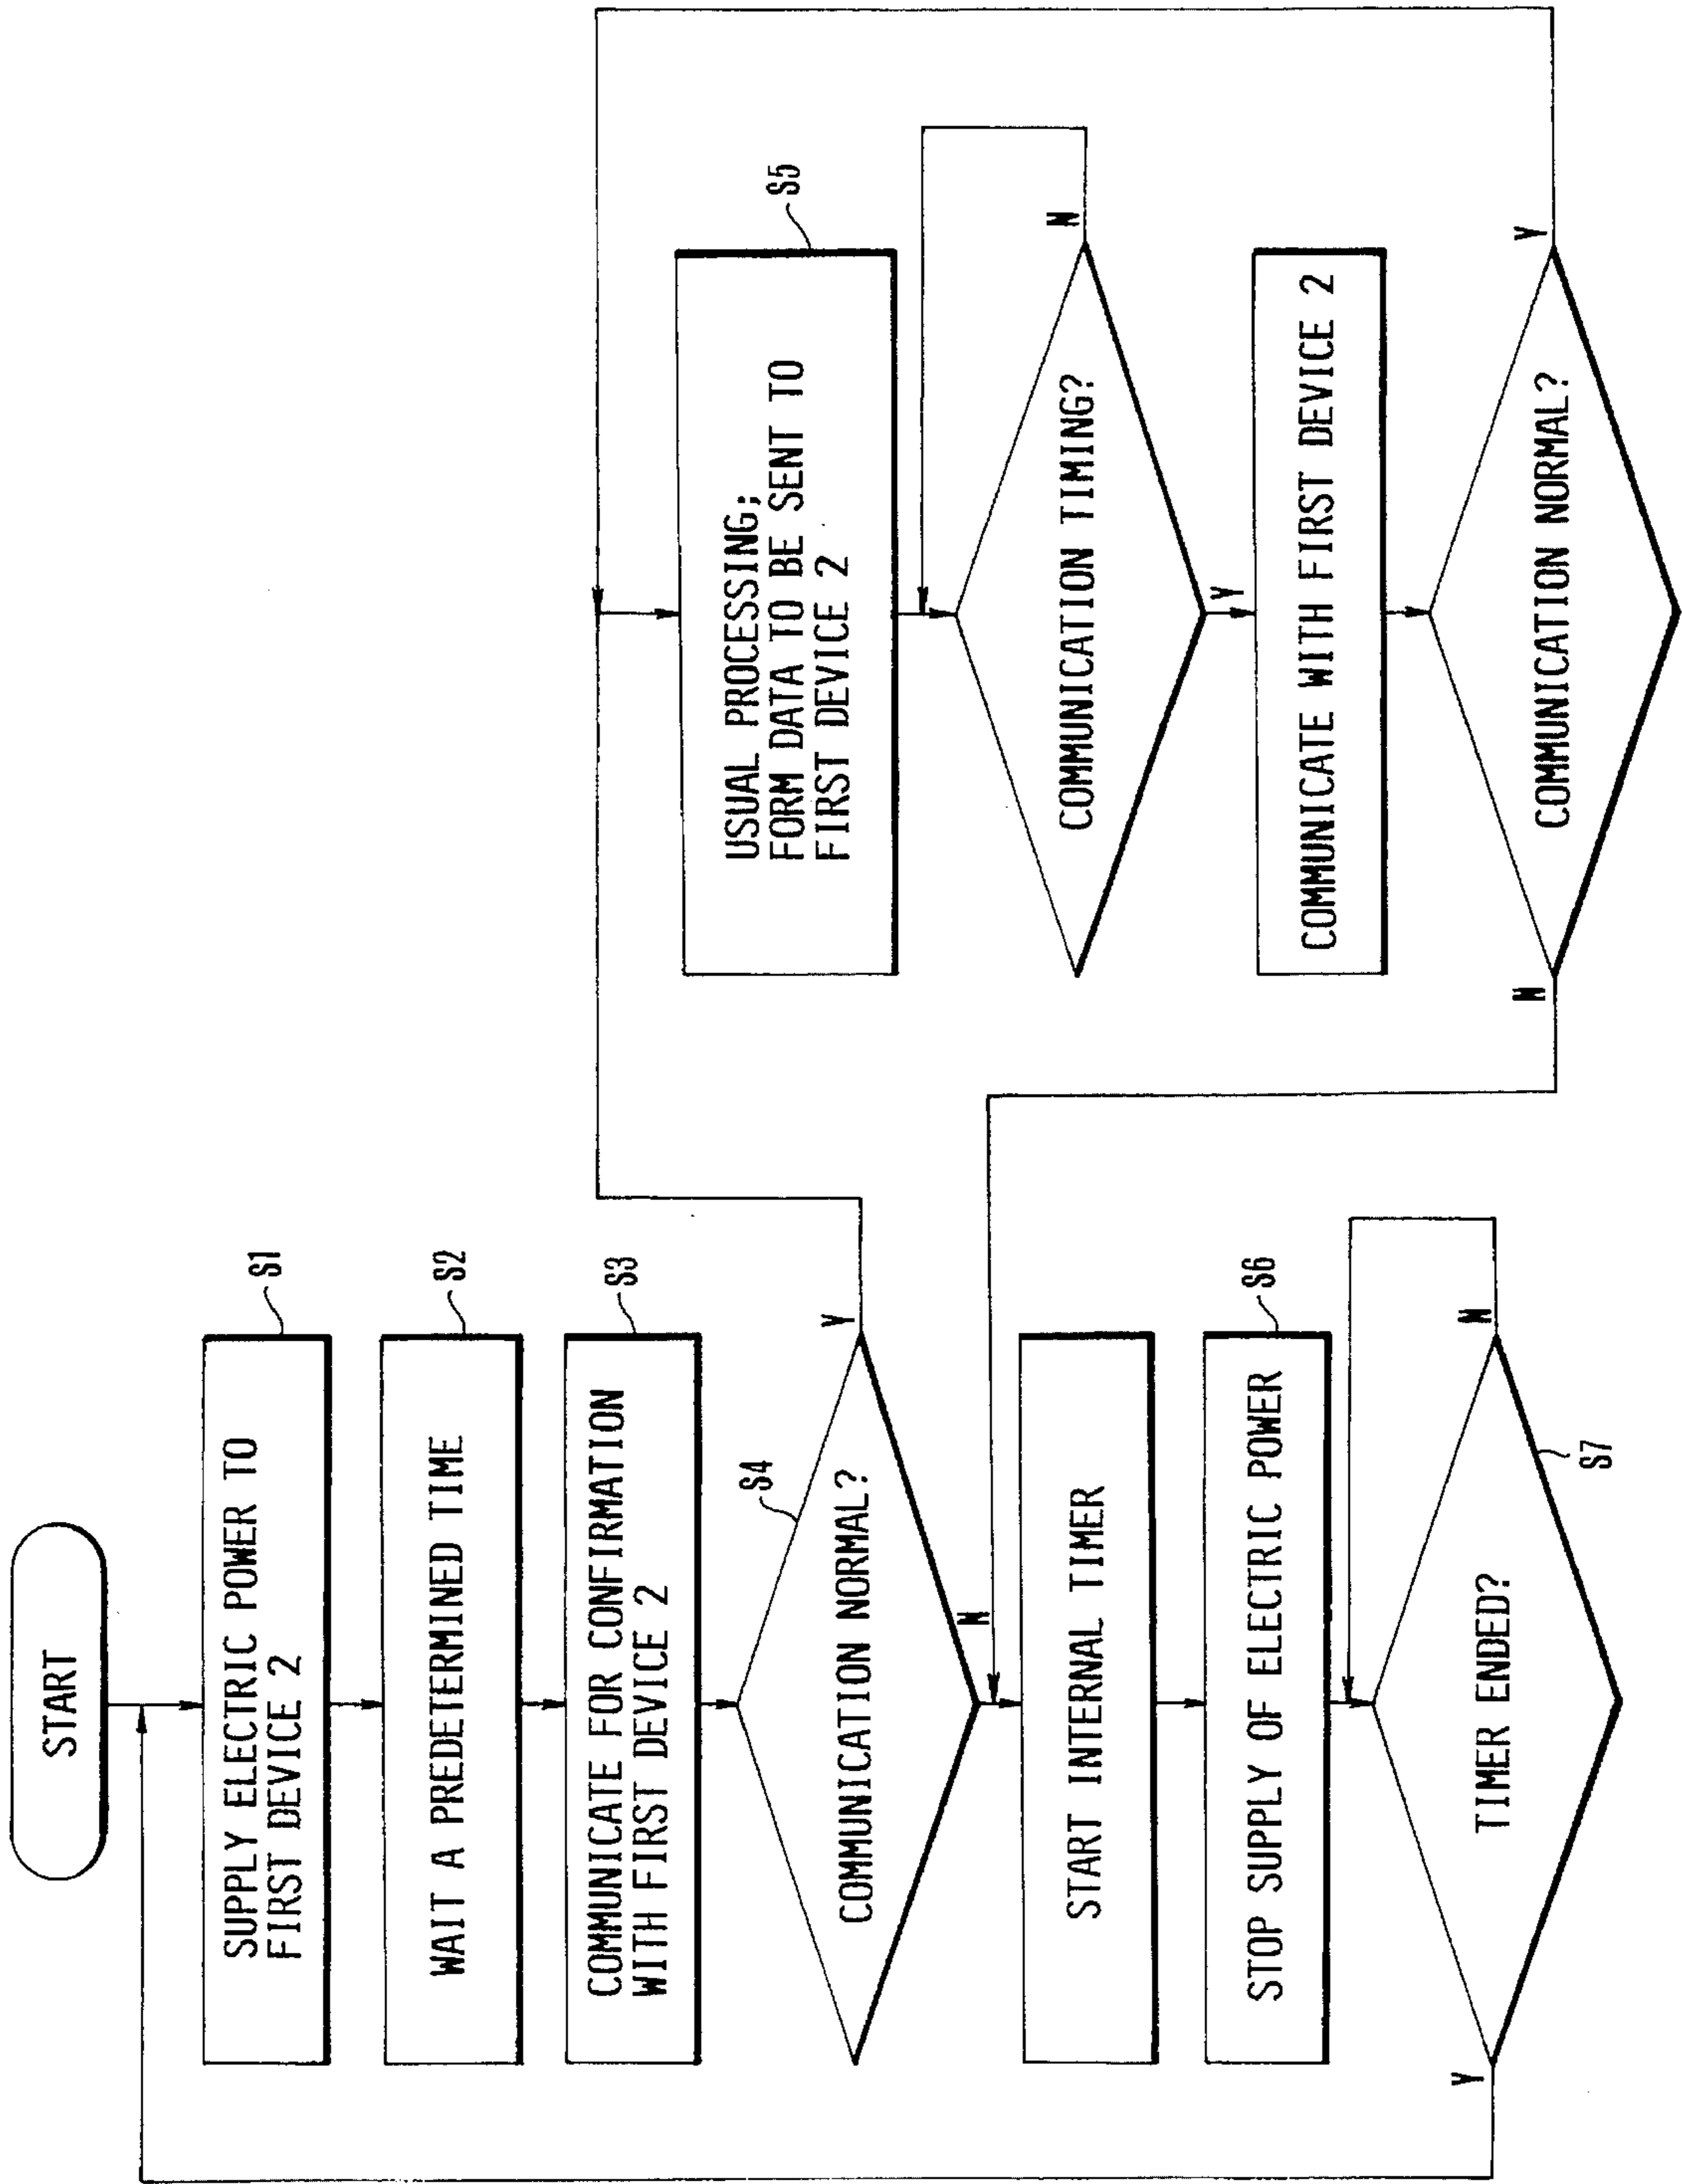 START
SUPPLY ELECTRIC POWER TO
FIRST DEVICE 2
S1
WAIT A PREDETERMINED TIME
S2
COMMUNICATE FOR CONFIRMATION
WITH FIRST DEVICE 2
S3
COMMUNICATION NORMAL?
S4
Y
N
START INTERNAL TIMER
STOP SUPPLY OF ELECTRIC POWER
S6
TIMER ENDED?
S7
N
Y
USUAL PROCESSING;
FORM DATA TO BE SENT TO
FIRST DEVICE 2
S5
COMMUNICATION TIMING?
N
Y
COMMUNICATE WITH FIRST DEVICE 2
COMMUNICATION NORMAL?
Y
N